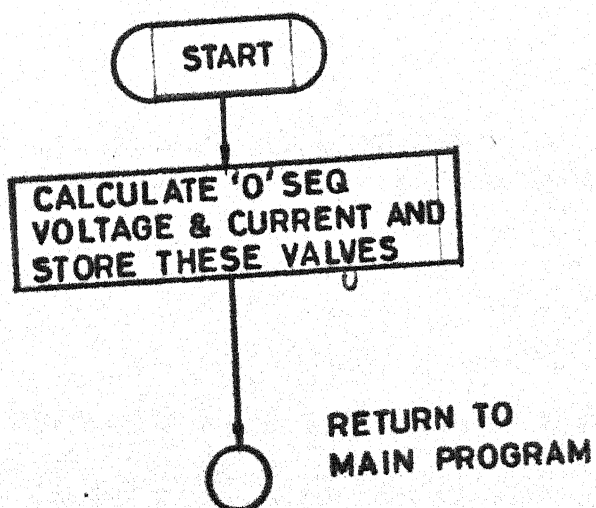 START
CALCULATE 'O' SEQ
VOLTAGE & CURRENT AND
STORE THESE VALVES
U
RETURN TO
MAIN PROGRAM